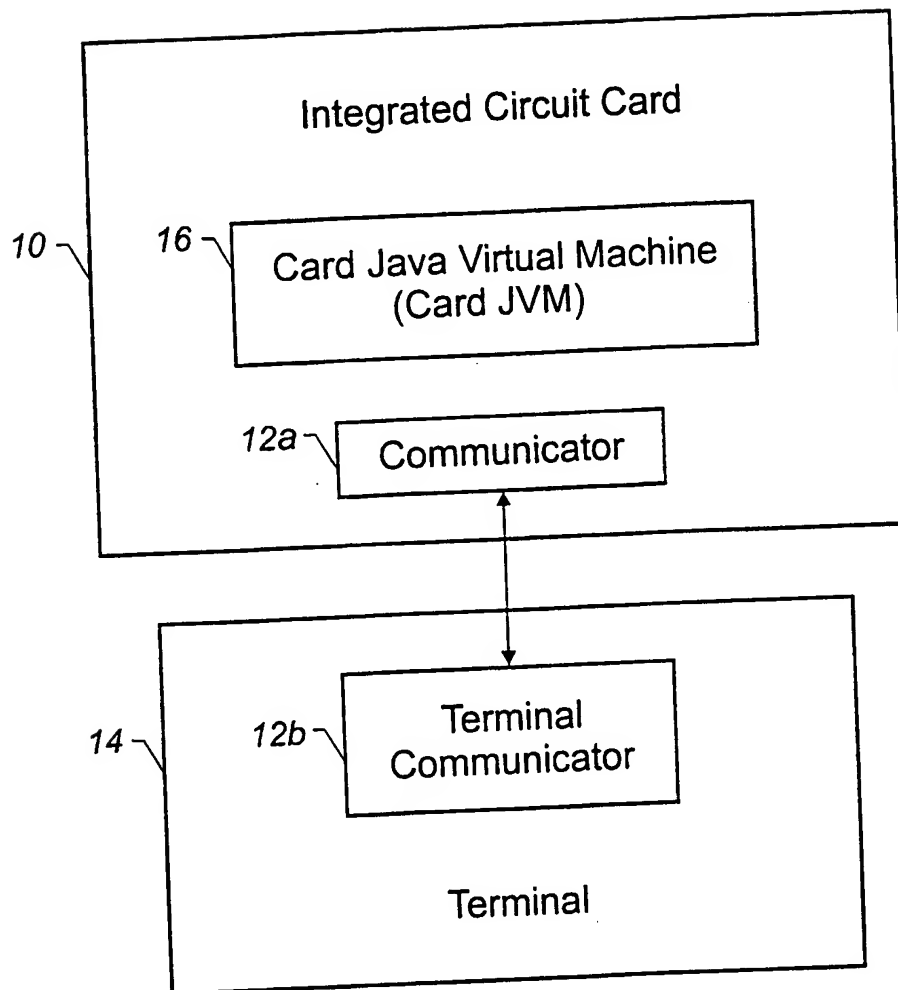 Integrated Circuit Card
10
16
Card Java Virtual Machine
(Card JVM)
12a
Communicator
14
12b
Terminal
Communicator
Terminal